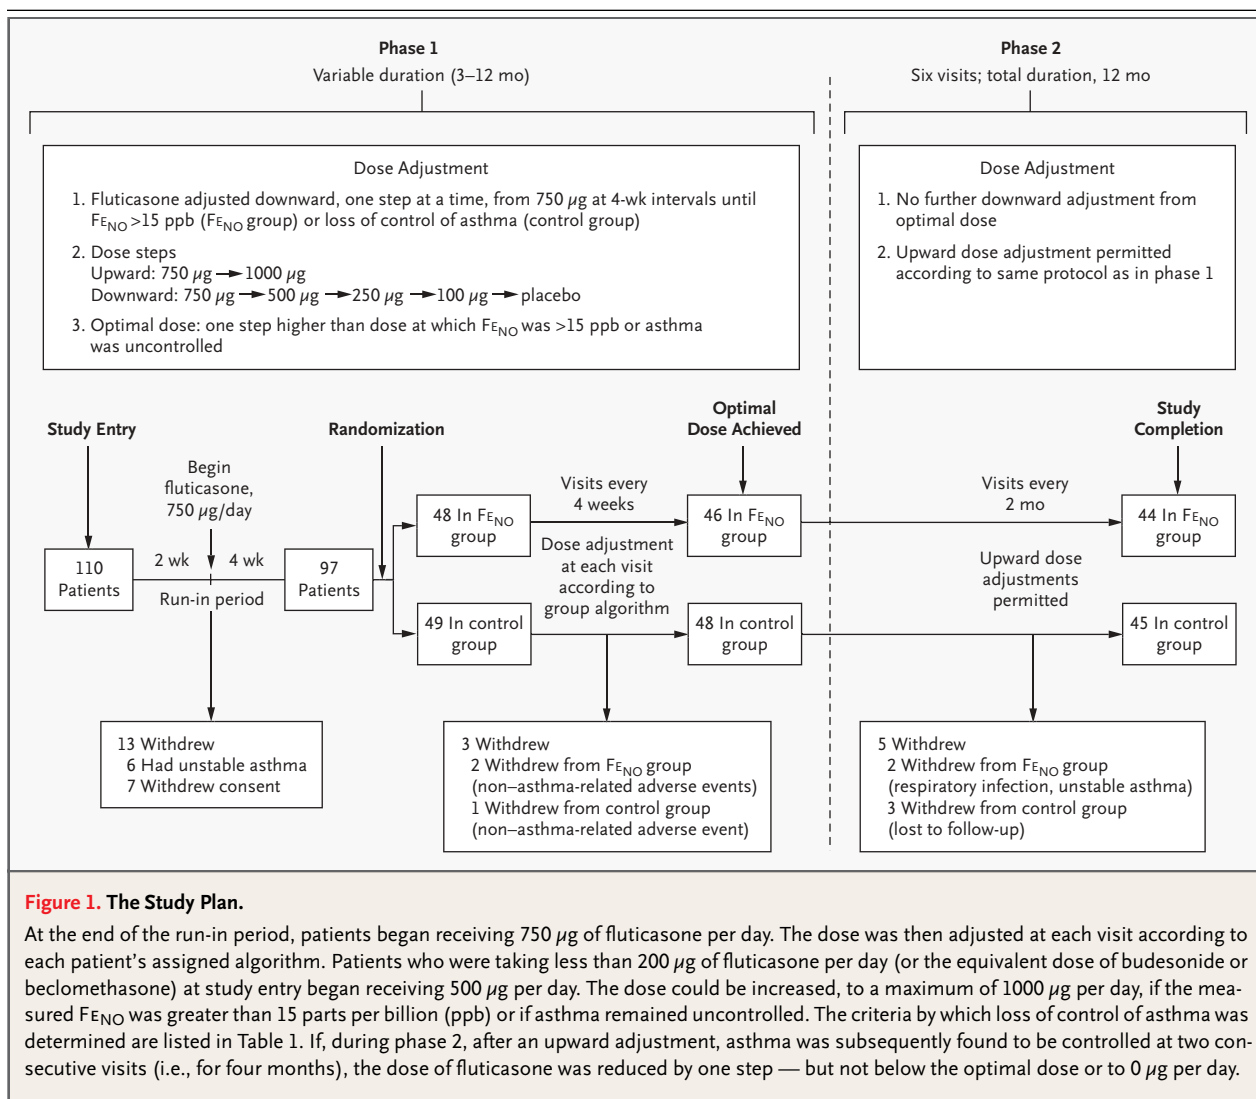 Phase 1
Variable duration (3–12 mo)
Phase 2
Six visits; total duration, 12 mo
Dose Adjustment
1. Fluticasone adjusted downward, one step at a time, from 750 µg at 4-wk intervals until
FENO >15 ppb (FENO group) or loss of control of asthma (control group)
2. Dose steps
Upward: 750 µg → 1000 µg
Downward: 750 µg → 500 µg → 250 µg → 100 µg → placebo
3. Optimal dose: one step higher than dose at which FENO was >15 ppb or asthma
was uncontrolled
Dose Adjustment
1. No further downward adjustment from
optimal dose
2. Upward dose adjustment permitted
according to same protocol as in phase 1
Study Entry
Randomization
Optimal
Dose Achieved
Study
Completion
Begin
fluticasone,
750 µg/day
110
Patients
2 wk
4 wk
Run-in period
97
Patients
48 In FENO
group
Visits every
4 weeks
46 In FENO
group
Visits every
2 mo
44 In FENO
group
Dose adjustment
at each visit
according to
group algorithm
Upward dose
adjustments
permitted
49 In control
group
48 In control
group
45 In control
group
13 Withdrew
6 Had unstable asthma
7 Withdrew consent
3 Withdrew
2 Withdrew from FENO group
(non–asthma-related adverse events)
1 Withdrew from control group
(non–asthma-related adverse event)
5 Withdrew
2 Withdrew from FENO group
(respiratory infection, unstable asthma)
3 Withdrew from control group
(lost to follow-up)
Figure 1. The Study Plan.
At the end of the run-in period, patients began receiving 750 µg of fluticasone per day. The dose was then adjusted at each visit according to
each patient's assigned algorithm. Patients who were taking less than 200 µg of fluticasone per day (or the equivalent dose of budesonide or
beclomethasone) at study entry began receiving 500 µg per day. The dose could be increased, to a maximum of 1000 µg per day, if the mea-
sured FENO was greater than 15 parts per billion (ppb) or if asthma remained uncontrolled. The criteria by which loss of control of asthma was
determined are listed in Table 1. If, during phase 2, after an upward adjustment, asthma was subsequently found to be controlled at two con-
secutive visits (i.e., for four months), the dose of fluticasone was reduced by one step — but not below the optimal dose or to 0 µg per day.